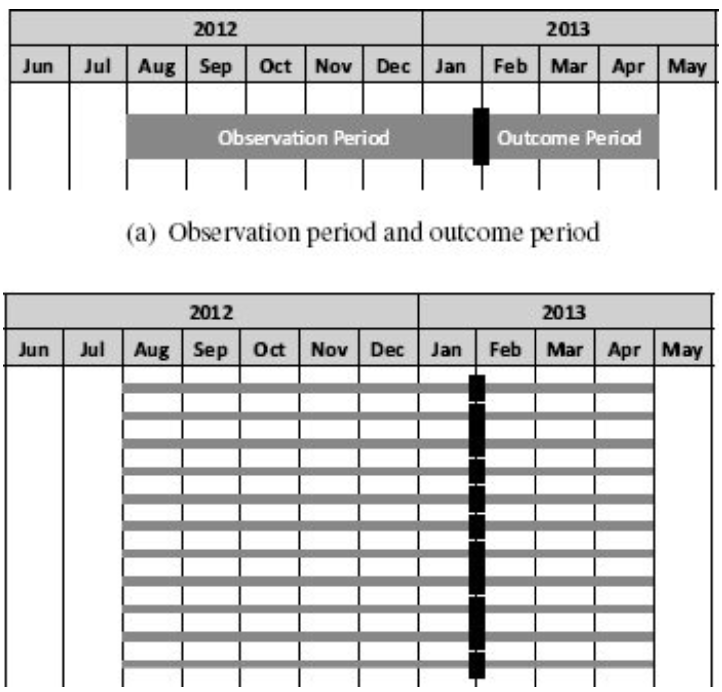 2012 2013
Jun Jul Aug Sep Oct Nov Dec Jan Feb Mar Apr May
Observation Period Outcome Period
(a) Observation period and outcome period
2012 2013
Jun Jul Aug Sep Oct Nov Dec Jan Feb Mar Apr May